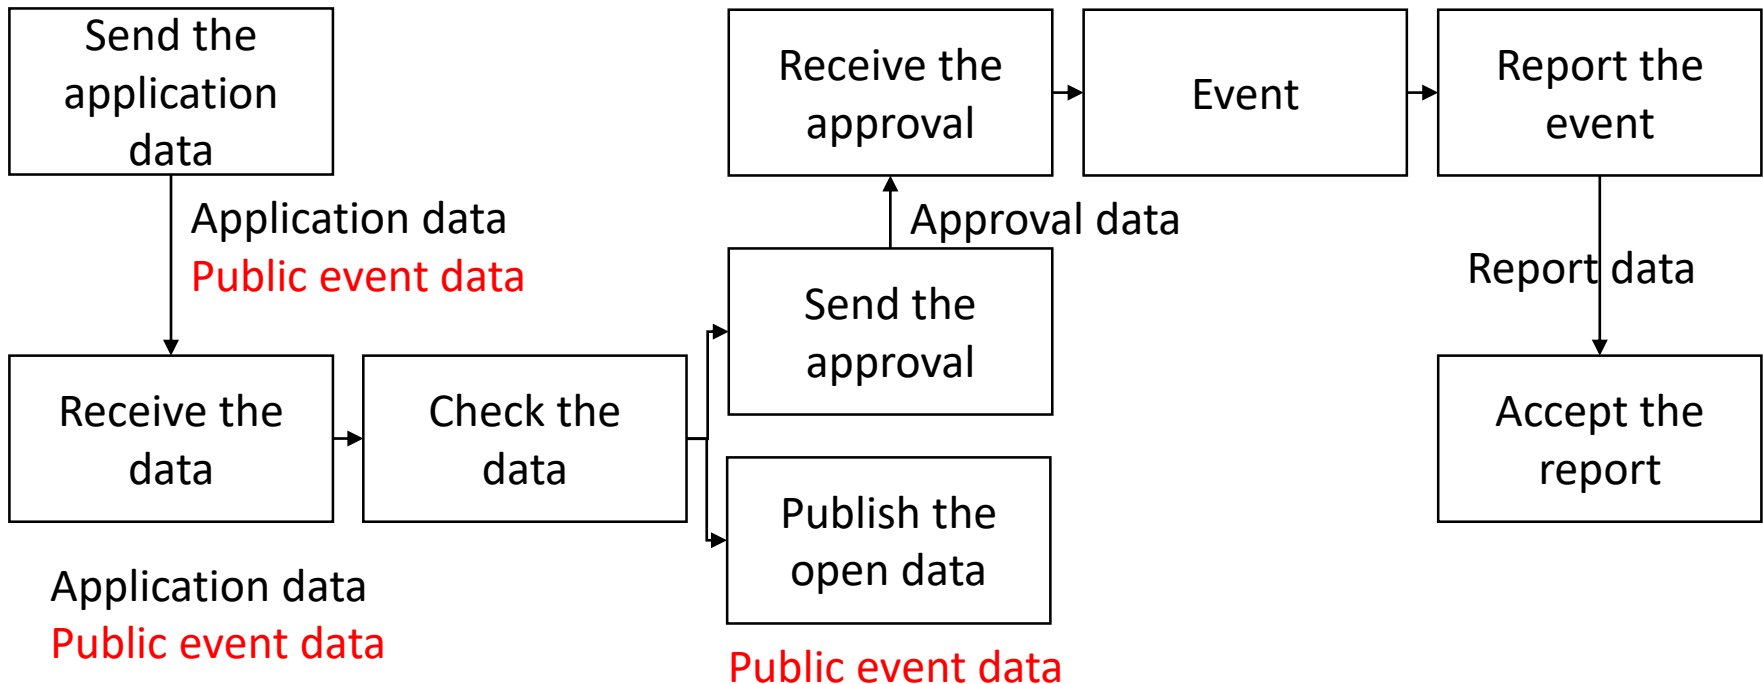 Send the
application
data
Application data
Public event data
Receive the
data
Application data
Public event data
Check the
data
Receive the
approval
Approval data
Send the
approval
Publish the
open data
Public event data
Event
Report the
event
Report data
Accept the
report